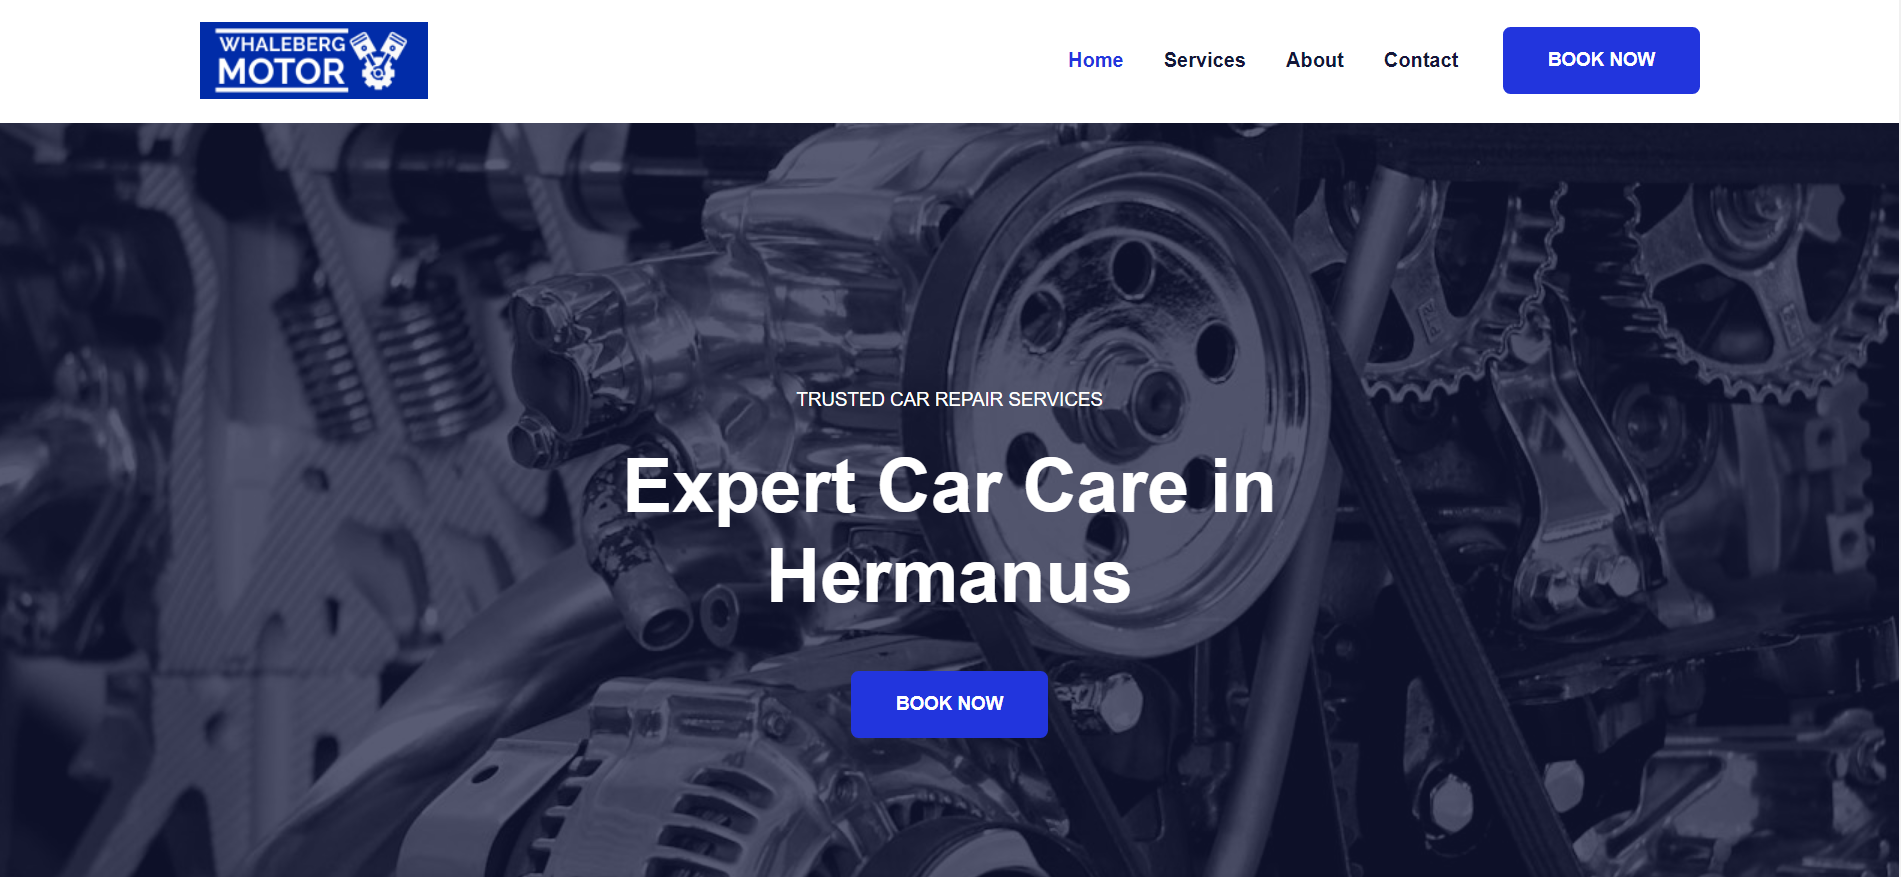 WHALEBERG
MOTOR
Home Services About Contact BOOK NOW
TRUSTED CAR REPAIR SERVICES
Expert Car Care in
Hermanus
BOOK NOW